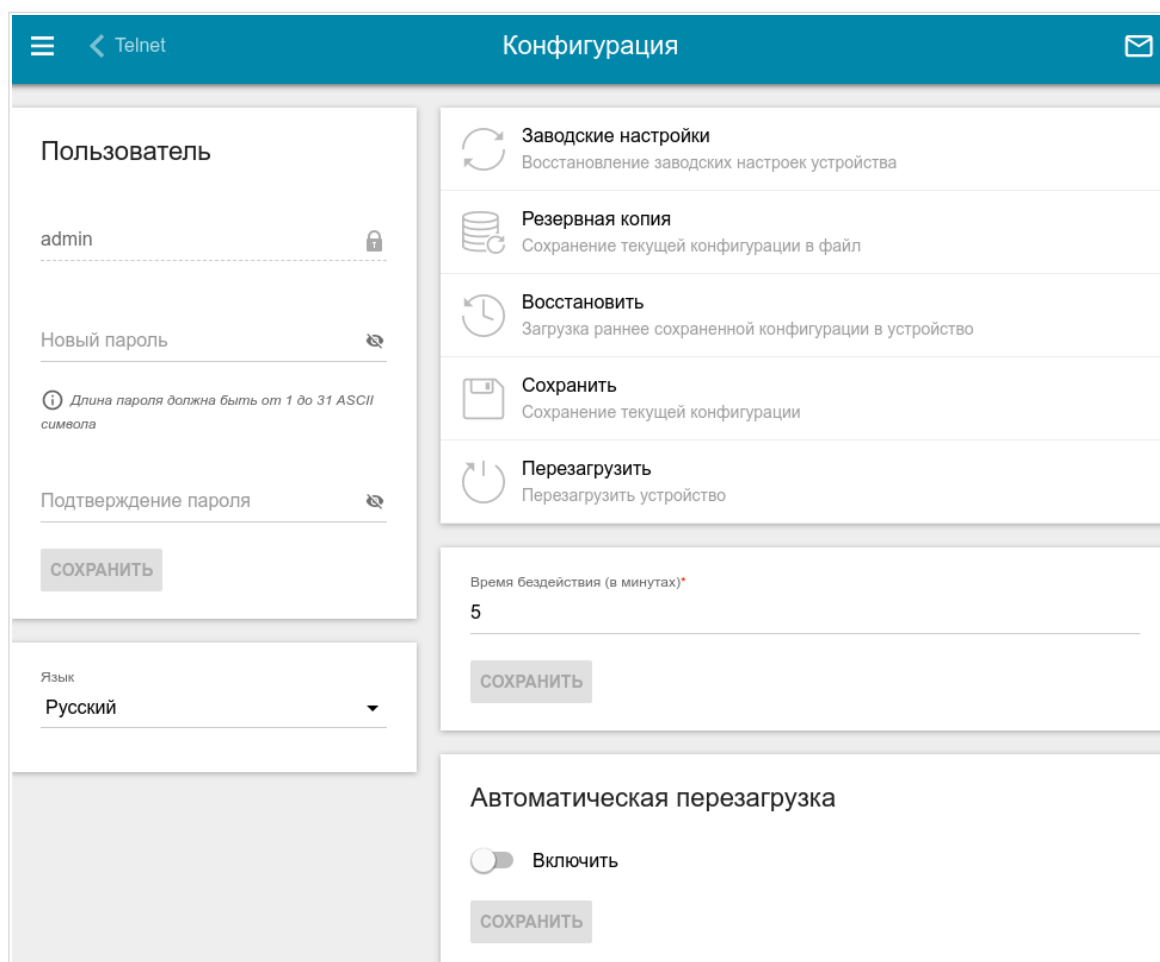 Telnet
Конфигурация
Пользователь
admin
Новый пароль
Длина пароля должна быть от 1 до 31 ASCII
символа
Подтверждение пароля
СОХРАНИТЬ
Язык
Русский
Заводские настройки
Восстановление заводских настроек устройства
Резервная копия
Сохранение текущей конфигурации в файл
Восстановить
Загрузка раннее сохраненной конфигурации в устройство
Сохранить
Сохранение текущей конфигурации
Перезагрузить
Перезагрузить устройство
Время бездействия (в минутах)*
5
СОХРАНИТЬ
Автоматическая перезагрузка
Включить
СОХРАНИТЬ